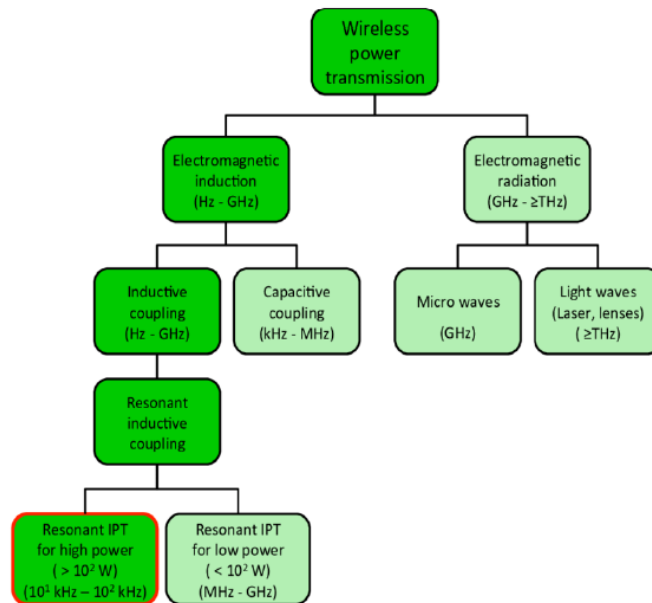 Wireless
power
transmission
Electromagnetic
induction
(Hz - GHz)
Electromagnetic
radiation
(GHz - ≥THz)
Inductive
coupling
(Hz - GHz)
Capacitive
coupling
(kHz - MHz)
Micro waves
(GHz)
Light waves
(Laser, lenses)
( ≥THz)
Resonant
inductive
coupling
Resonant IPT
for high power
( > 10² W)
(10¹ kHz – 10² kHz)
Resonant IPT
for low power
( < 10² W)
(MHz - GHz)